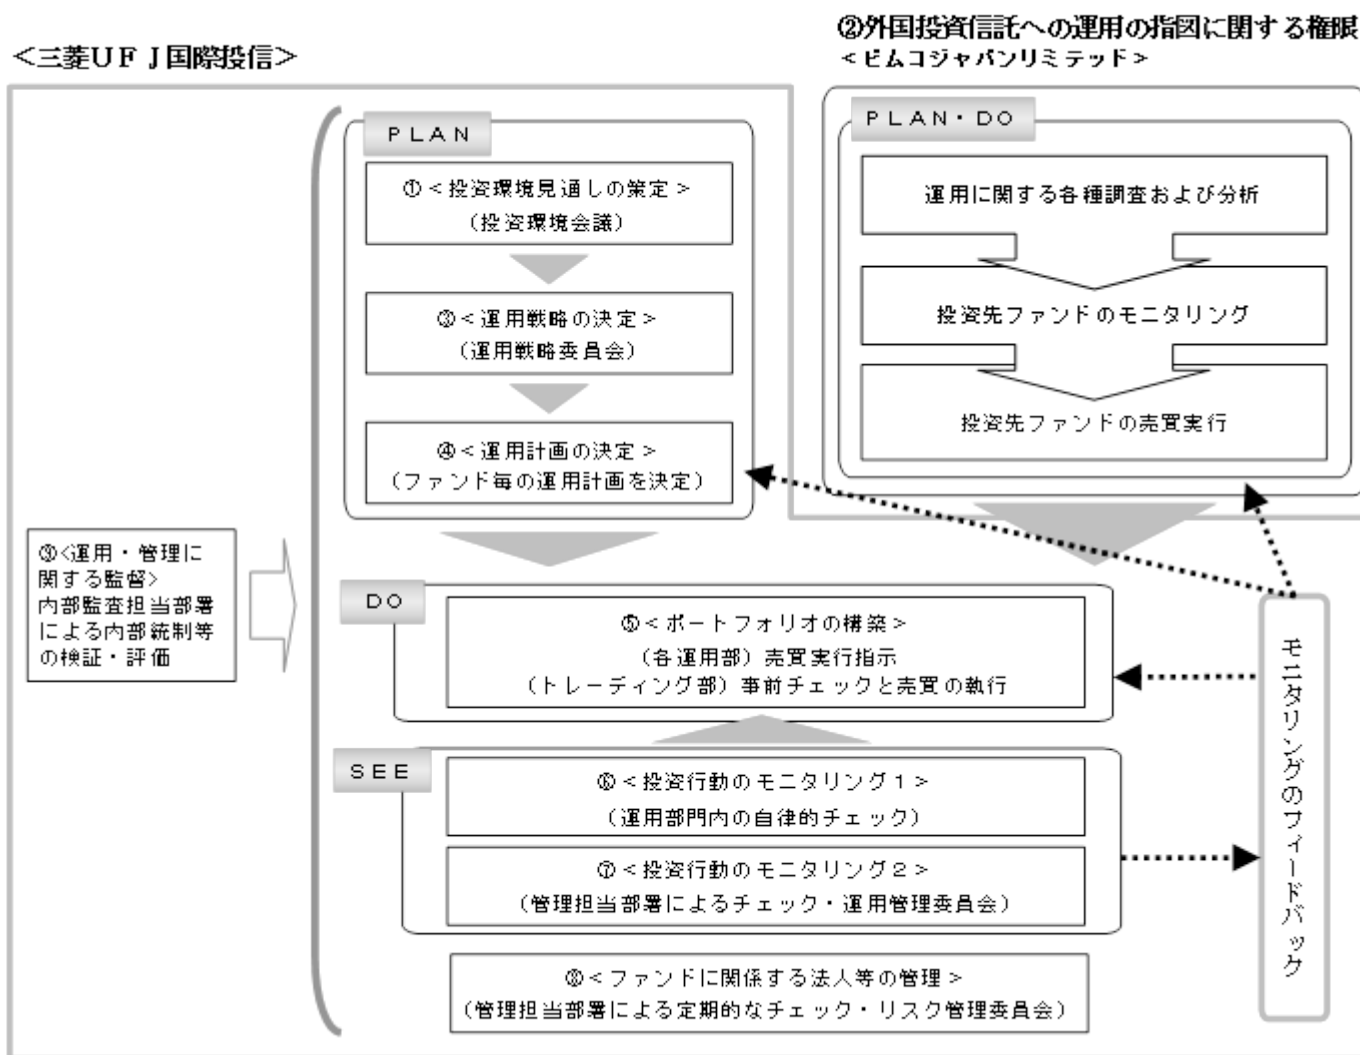 ＜三菱ＵＦＪ国際投信＞
②外国投資信託への運用の指図に関する権限
＜ピムコジャパンリミテッド＞
ＰＬＡＮ
①＜投資環境見通しの策定＞
（投資環境会議）
③＜運用戦略の決定＞
（運用戦略委員会）
④＜運用計画の決定＞
（ファンド毎の運用計画を決定）
ＰＬＡＮ・ＤＯ
運用に関する各種調査および分析
投資先ファンドのモニタリング
投資先ファンドの売買実行
⑨<運用・管理に
関する監督>
内部監査担当部署
による内部統制等
の検証・評価
ＤＯ
⑤＜ポートフォリオの構築＞
（各運用部）売買実行指示
（トレーディング部）事前チェックと売買の執行
ＳＥＥ
⑥＜投資行動のモニタリング１＞
（運用部門内の自律的チェック）
⑦＜投資行動のモニタリング２＞
（管理担当部署によるチェック・運用管理委員会）
⑧＜ファンドに関係する法人等の管理＞
（管理担当部署による定期的なチェック・リスク管理委員会）
モニタリングのフィードバック